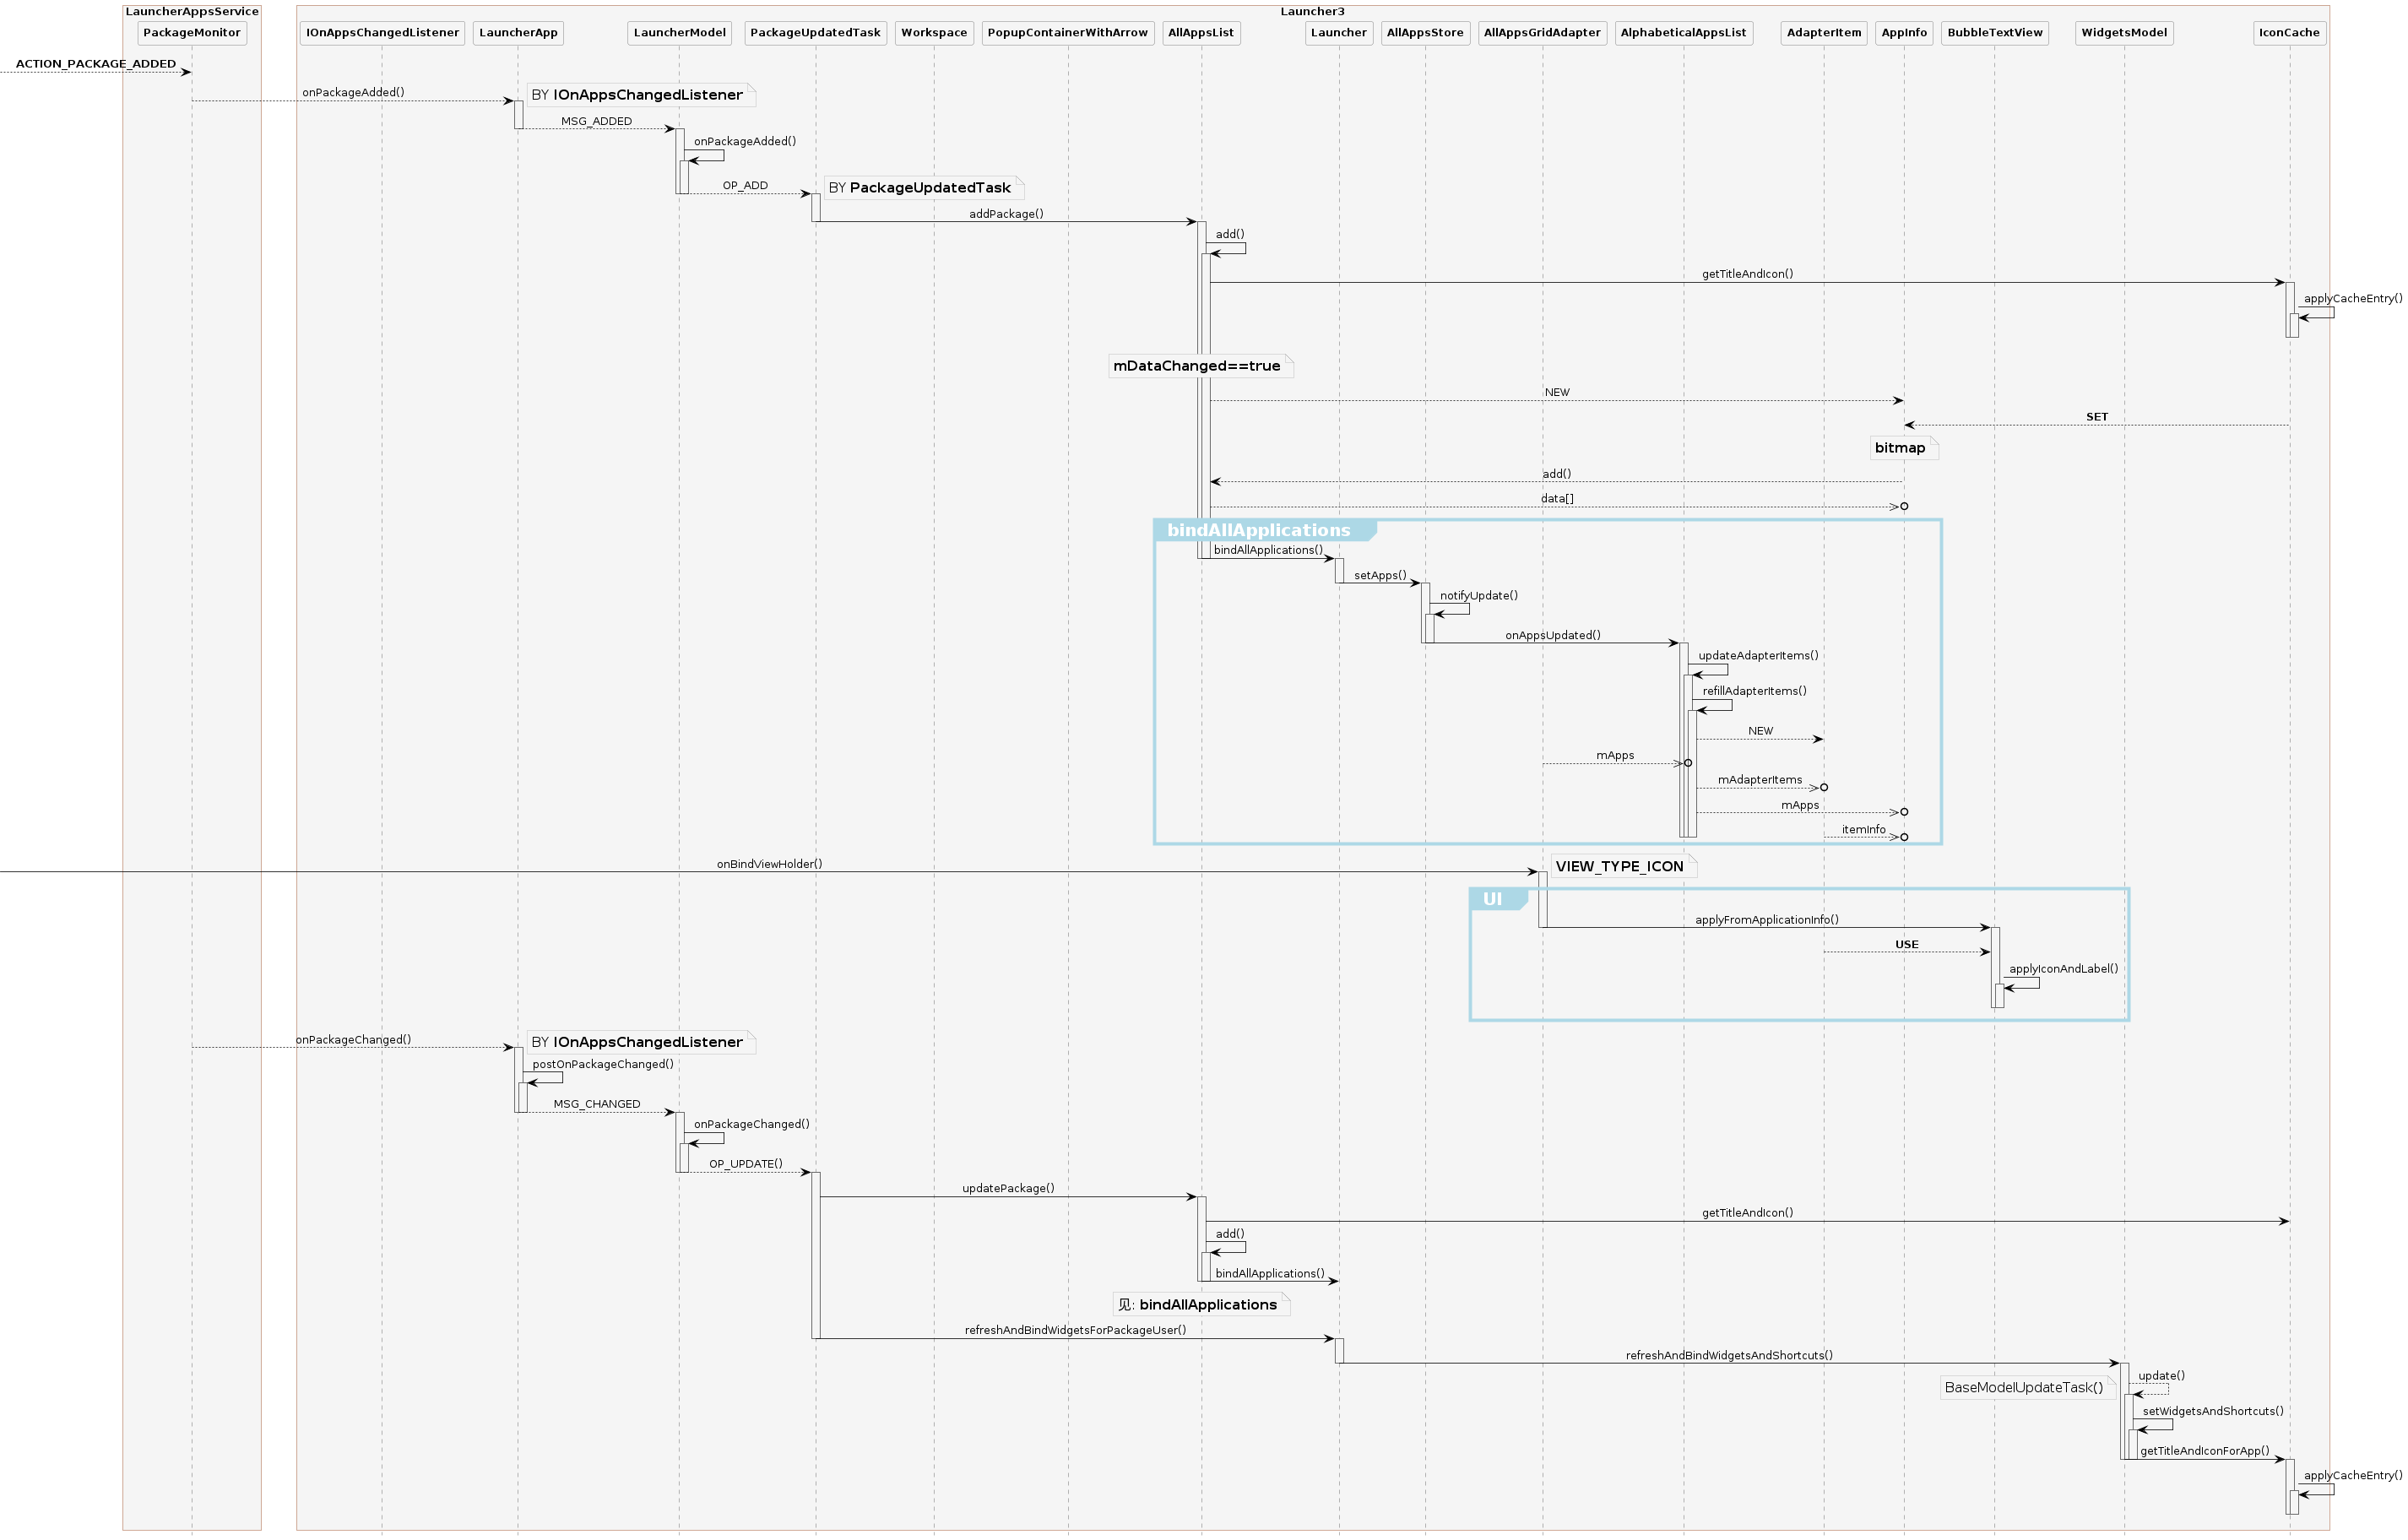 LauncherAppsService
Launcher3
PackageMonitor
IOnAppsChangedListener
LauncherApp
LauncherModel
PackageUpdatedTask
Workspace
PopupContainerWithArrow
AllAppsList
Launcher
AllAppsStore
AllAppsGridAdapter
AlphabeticalAppsList
AdapterItem
AppInfo
BubbleTextView
WidgetsModel
IconCache
ACTION_PACKAGE_ADDED
onPackageAdded()
BY IOnAppsChangedListener
MSG_ADDED
onPackageAdded()
OP_ADD
BY PackageUpdatedTask
addPackage()
add()
getTitleAndIcon()
applyCacheEntry()
mDataChanged==true
NEW
SET
bitmap
add()
data[]
bindAllApplications
bindAllApplications()
setApps()
notifyUpdate()
onAppsUpdated()
updateAdapterItems()
refillAdapterItems()
NEW
mApps
mAdapterItems
mApps
itemInfo
onBindViewHolder()
VIEW_TYPE_ICON
UI
applyFromApplicationInfo()
USE
applyIconAndLabel()
onPackageChanged()
BY IOnAppsChangedListener
postOnPackageChanged()
MSG_CHANGED
onPackageChanged()
OP_UPDATE()
updatePackage()
getTitleAndIcon()
add()
bindAllApplications()
见: bindAllApplications
refreshAndBindWidgetsForPackageUser()
refreshAndBindWidgetsAndShortcuts()
update()
BaseModelUpdateTask()
setWidgetsAndShortcuts()
getTitleAndIconForApp()
applyCacheEntry()